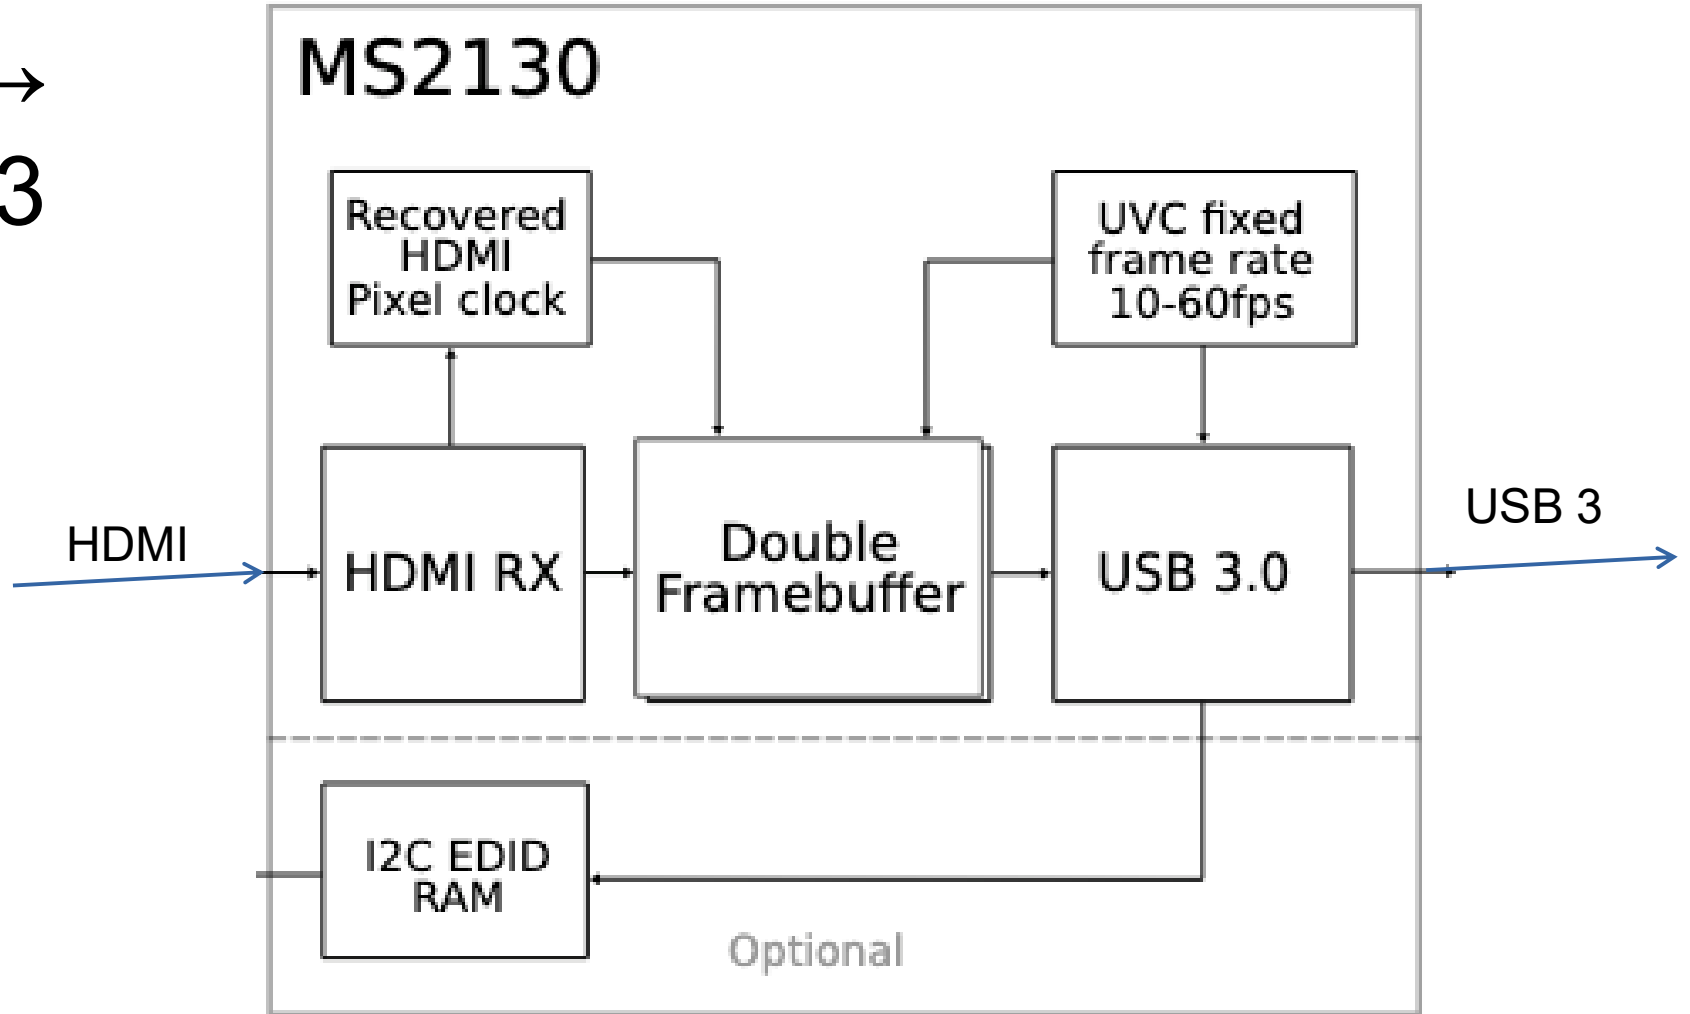 →
3
MS2130
Recovered
HDMI
Pixel clock
UVC fixed
frame rate
10-60fps
HDMI
HDMI RX
Double
Framebuffer
USB 3.0
USB 3
I2C EDID
RAM
Optional